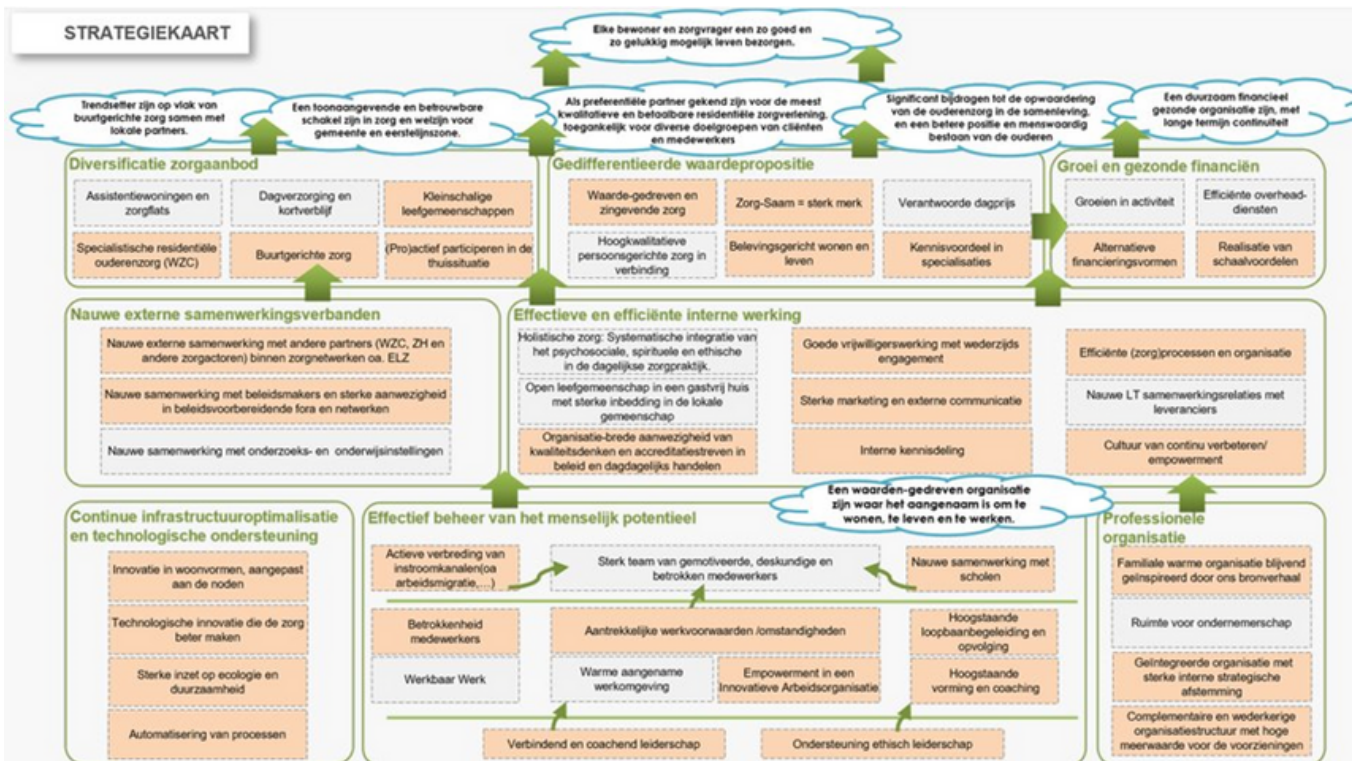 STRATEGIEKAART
Elke bewoner en zorgvrager een zo goed en
zo gelukkig mogelijk leven bezorgen.
Trendsetter zijn op vlak van
buurtgerichte zorg samen met
lokale partners.
Een toonaangevende en betrouwbare
schakel zijn in zorg en welzijn voor
gemeente en eerstelijnszone.
Als preferentiële partner gekend zijn voor de meest
kwalitatieve en betaalbare residentiële zorgverlening,
toegankelijk voor diverse doelgroepen van cliënten
en medewerkers
Significant bijdragen tot de opwaardering
van de ouderenzorg in de samenleving,
en een betere positie en menswaardig
bestaan van de ouderen
Een duurzaam financieel
gezonde organisatie zijn, met
lange termijn continuïteit
Diversificatie zorgaanbod
Assistentiewoningen en
zorgflats
Dagverzorging en
kortverblijf
Kleinschalige
leefgemeenschappen
Specialistische residentiële
ouderenzorg (WZC)
Buurtgerichte zorg
(Pro)actief participeren in de
thuissituatie
Gedifferentieerde waardepropositie
Waarde-gedreven en
zingevende zorg
Zorg-Saam = sterk merk
Verantwoorde dagprijs
Hoogkwalitatieve
persoonsgerichte zorg in
verbinding
Belevingsgericht wonen en
leven
Kennisvoordeel in
specialisaties
Groei en gezonde financiën
Groeien in activiteit
Efficiënte overhead-
diensten
Alternatieve
financieringsvormen
Realisatie van
schaalvoordelen
Nauwe externe samenwerkingsverbanden
Nauwe externe samenwerking met andere partners (WZC, ZH en
andere zorgactoren) binnen zorgnetwerken oa. ELZ
Nauwe samenwerking met beleidsmakers en sterke aanwezigheid
in beleidsvoorbereidende fora en netwerken
Nauwe samenwerking met onderzoeks- en onderwijsinstellingen
Effectieve en efficiënte interne werking
Holistische zorg: Systematische integratie van
het psychosociale, spirituele en ethische
in de dagelijkse zorgpraktijk.
Open leefgemeenschap in een gastvrij huis
met sterke inbedding in de lokale
gemeenschap
Organisatie-brede aanwezigheid van
kwaliteitsdenken en accreditatiestreven in
beleid en dagdagelijks handelen
Goede vrijwilligerswerking met wederzijds
engagement
Sterke marketing en externe communicatie
Interne kennisdeling
Efficiënte (zorg)processen en organisatie
Nauwe LT samenwerkingsrelaties met
leveranciers
Cultuur van continu verbeteren/
empowerment
Een waarden-gedreven organisatie
zijn waar het aangenaam is om te
wonen, te leven en te werken.
Continue infrastructuuroptimalisatie
en technologische ondersteuning
Innovatie in woonvormen, aangepast
aan de noden
Technologische innovatie die de zorg
beter maken
Sterke inzet op ecologie en
duurzaamheid
Automatisering van processen
Effectief beheer van het menselijk potentieel
Actieve verbreding van
instroomkanalen(oa
arbeidsmigratie,...)
Sterk team van gemotiveerde, deskundige en
betrokken medewerkers
Nauwe samenwerking met
scholen
Betrokkenheid
medewerkers
Aantrekkelijke werkvoorwaarden /omstandigheden
Hoogstaande
loopbaanbegeleiding en
opvolging
Werkbaar Werk
Warme aangename
werkomgeving
Empowerment in een
Innovatieve Arbeidsorganisatie
Hoogstaande
vorming en coaching
Verbindend en coachend leiderschap
Ondersteuning ethisch leiderschap
Professionele
organisatie
Familiale warme organisatie blijvend
geïnspireerd door ons bronverhaal
Ruimte voor ondernemerschap
Geïntegreerde organisatie met
sterke interne strategische
afstemming
Complementaire en wederkerige
organisatiestructuur met hoge
meerwaarde voor de voorzieningen